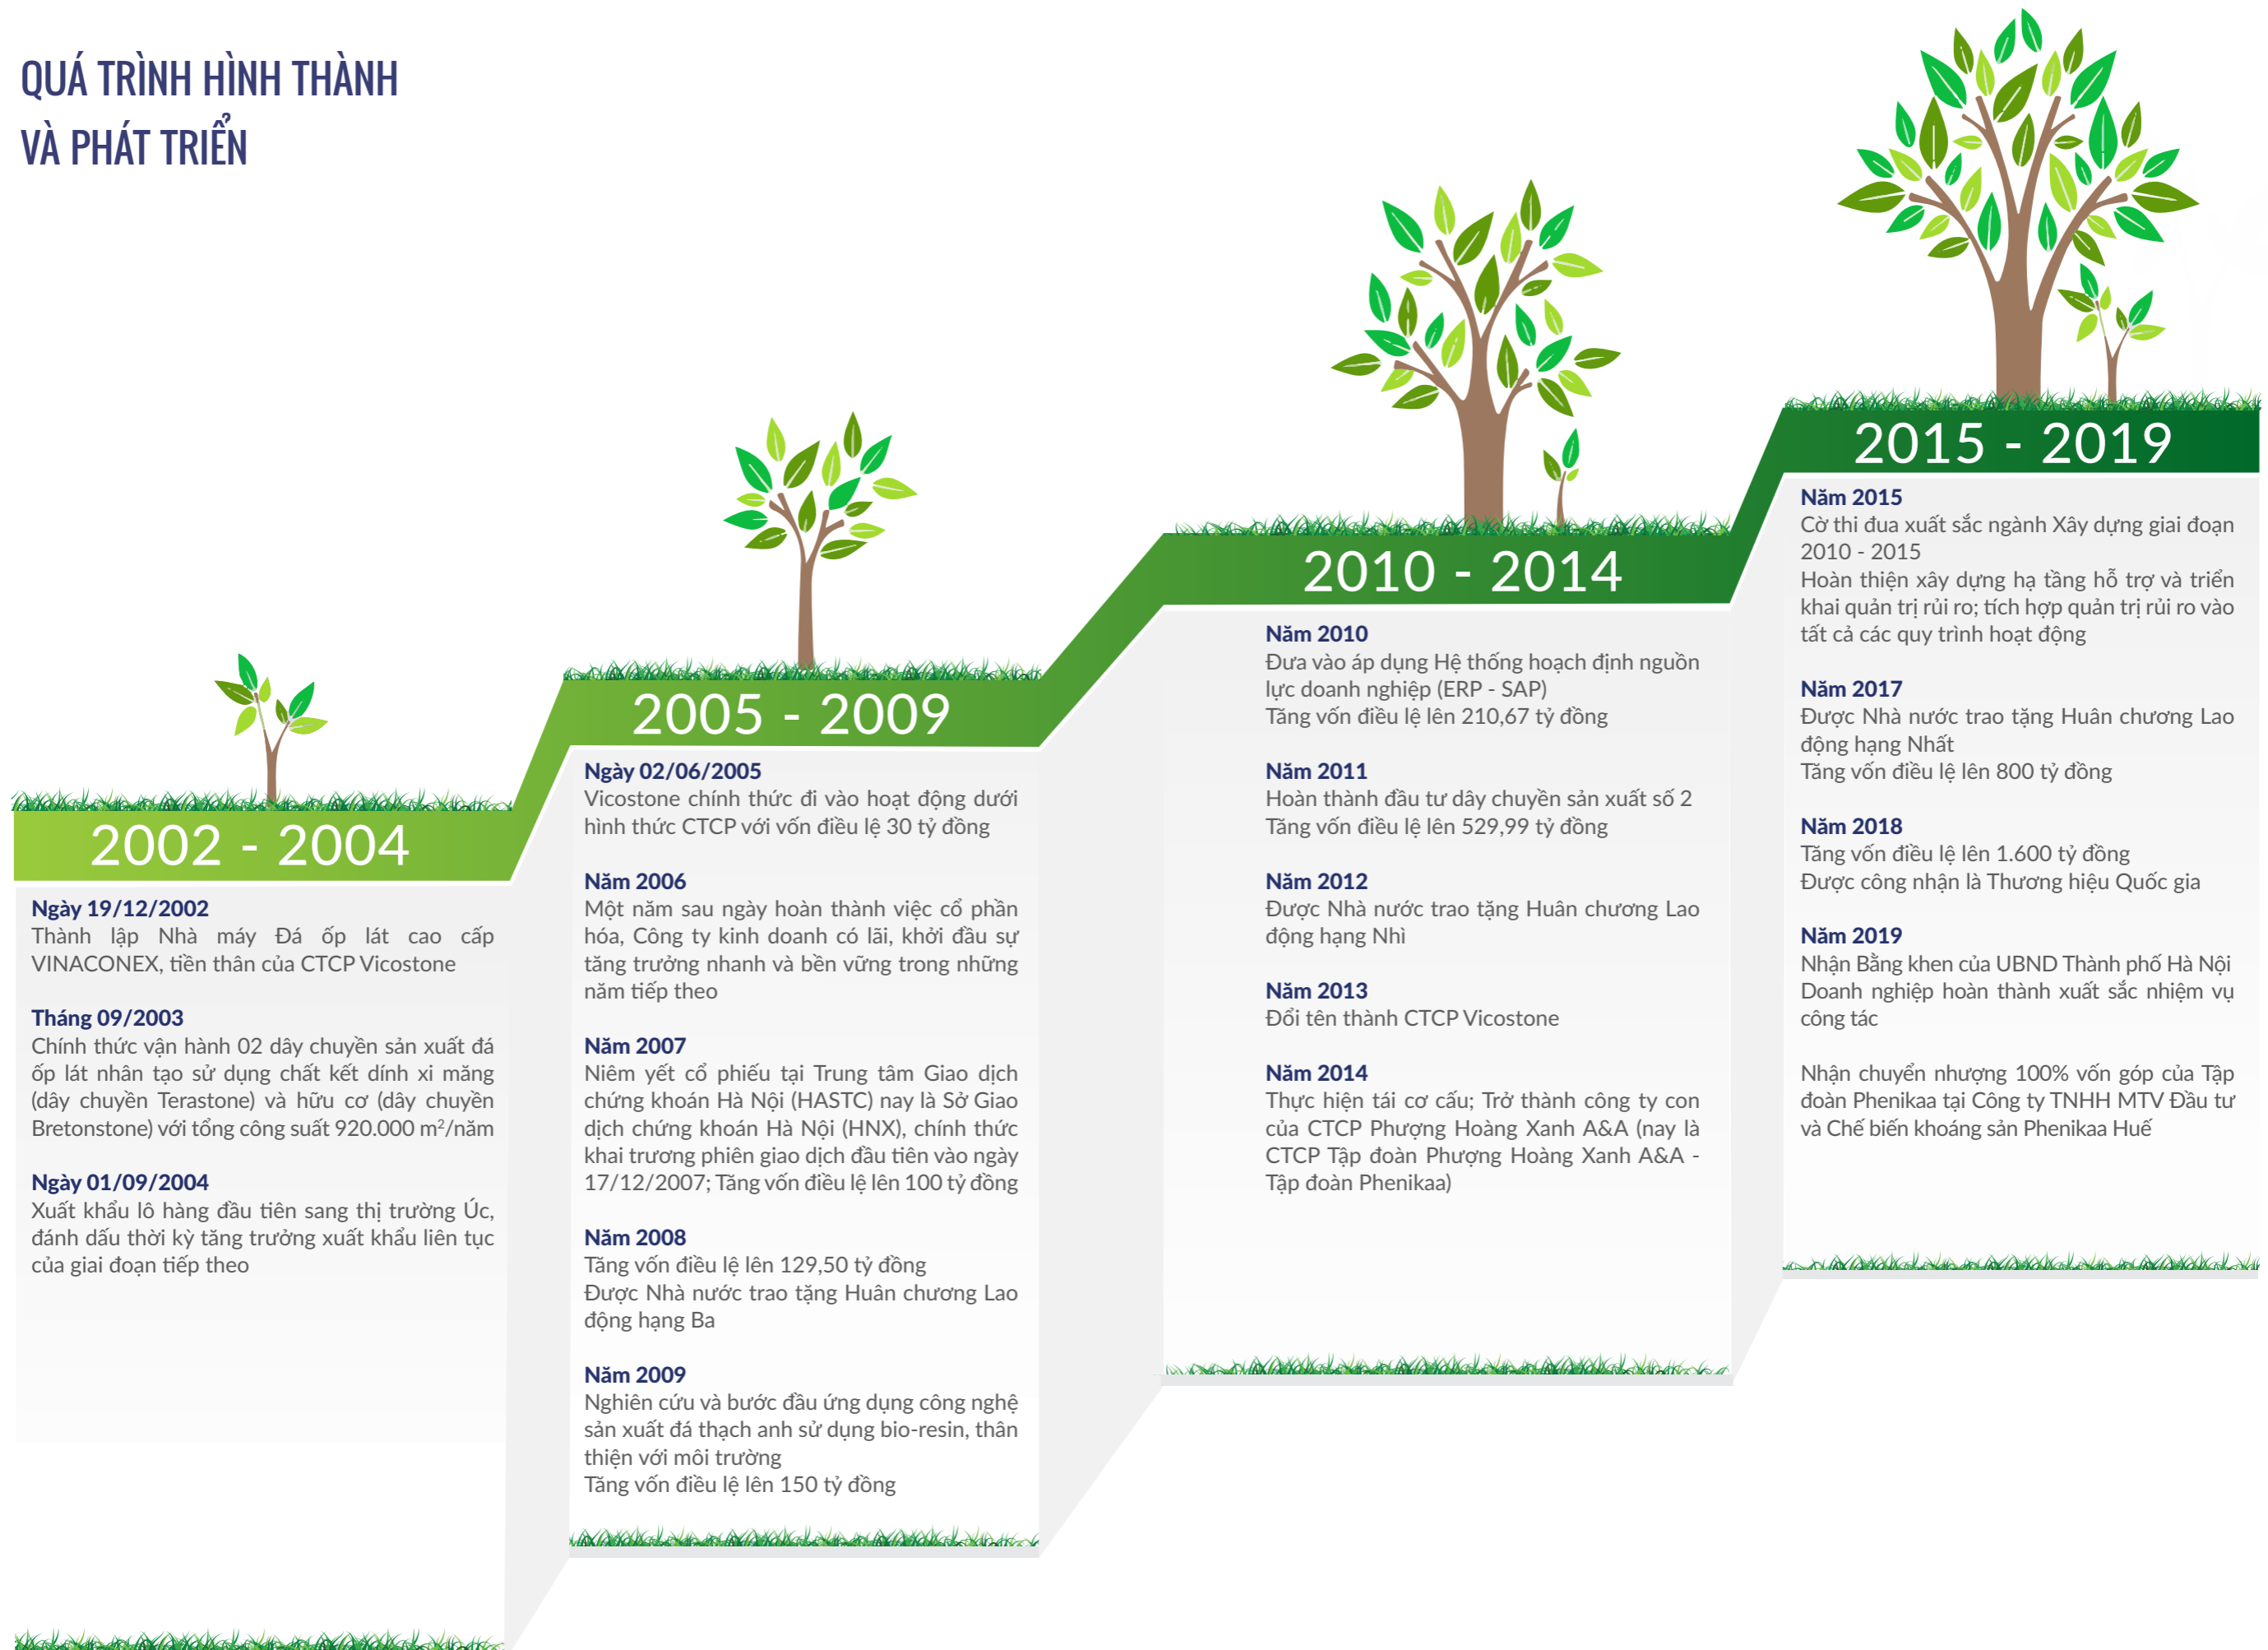 QUÁ TRÌNH HÌNH THÀNH
VÀ PHÁT TRIỂN
2002 - 2004
Ngày 19/12/2002
Thành lập Nhà máy Đá ốp lát cao cấp
VINACONEX, tiền thân của CTCP Vicostone
Tháng 09/2003
Chính thức vận hành 02 dây chuyền sản xuất đá
ốp lát nhân tạo sử dụng chất kết dính xi măng
(dây chuyền Terastone) và hữu cơ (dây chuyền
Bretonstone) với tổng công suất 920.000 m²/năm
Ngày 01/09/2004
Xuất khẩu lô hàng đầu tiên sang thị trường Úc,
đánh dấu thời kỳ tăng trưởng xuất khẩu liên tục
của giai đoạn tiếp theo
2005 - 2009
Ngày 02/06/2005
Vicostone chính thức đi vào hoạt động dưới
hình thức CTCP với vốn điều lệ 30 tỷ đồng
Năm 2006
Một năm sau ngày hoàn thành việc cổ phần
hóa, Công ty kinh doanh có lãi, khởi đầu sự
tăng trưởng nhanh và bền vững trong những
năm tiếp theo
Năm 2007
Niêm yết cổ phiếu tại Trung tâm Giao dịch
chứng khoán Hà Nội (HASTC) nay là Sở Giao
dịch chứng khoán Hà Nội (HNX), chính thức
khai trương phiên giao dịch đầu tiên vào ngày
17/12/2007; Tăng vốn điều lệ lên 100 tỷ đồng
Năm 2008
Tăng vốn điều lệ lên 129,50 tỷ đồng
Được Nhà nước trao tặng Huân chương Lao
động hạng Ba
Năm 2009
Nghiên cứu và bước đầu ứng dụng công nghệ
sản xuất đá thạch anh sử dụng bio-resin, thân
thiện với môi trường
Tăng vốn điều lệ lên 150 tỷ đồng
2010 - 2014
Năm 2010
Đưa vào áp dụng Hệ thống hoạch định nguồn
lực doanh nghiệp (ERP - SAP)
Tăng vốn điều lệ lên 210,67 tỷ đồng
Năm 2011
Hoàn thành đầu tư dây chuyền sản xuất số 2
Tăng vốn điều lệ lên 529,99 tỷ đồng
Năm 2012
Được Nhà nước trao tặng Huân chương Lao
động hạng Nhì
Năm 2013
Đổi tên thành CTCP Vicostone
Năm 2014
Thực hiện tái cơ cấu; Trở thành công ty con
của CTCP Phượng Hoàng Xanh A&A (nay là
CTCP Tập đoàn Phượng Hoàng Xanh A&A -
Tập đoàn Phenikaa)
2015 - 2019
Năm 2015
Cờ thi đua xuất sắc ngành Xây dựng giai đoạn
2010 - 2015
Hoàn thiện xây dựng hạ tầng hỗ trợ và triển
khai quản trị rủi ro; tích hợp quản trị rủi ro vào
tất cả các quy trình hoạt động
Năm 2017
Được Nhà nước trao tặng Huân chương Lao
động hạng Nhất
Tăng vốn điều lệ lên 800 tỷ đồng
Năm 2018
Tăng vốn điều lệ lên 1.600 tỷ đồng
Được công nhận là Thương hiệu Quốc gia
Năm 2019
Nhận Bằng khen của UBND Thành phố Hà Nội
Doanh nghiệp hoàn thành xuất sắc nhiệm vụ
công tác
Nhận chuyển nhượng 100% vốn góp của Tập
đoàn Phenikaa tại Công ty TNHH MTV Đầu tư
và Chế biến khoáng sản Phenikaa Huế